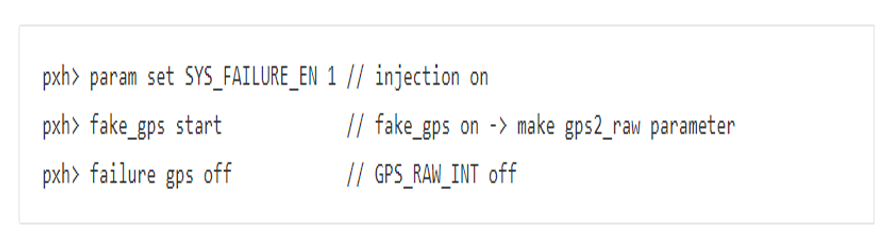 pxh> param set SYS_FAILURE_EN 1 // injection on
pxh> fake_gps start // fake_gps on -> make gps2_raw parameter
pxh> failure gps off // GPS_RAW_INT off